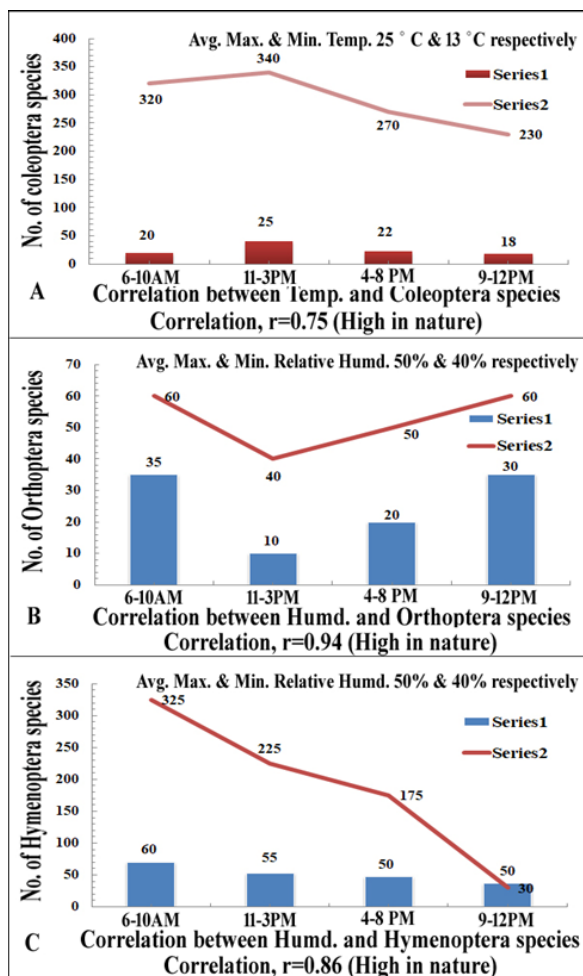 Avg. Max. & Min. Temp. 25 ° C & 13 °C respectively
No. of coleoptera species
400
350
300
250
200
150
100
50
0
320
340
270
230
20
25
22
18
Series1
Series2
6-10AM 11-3PM 4-8 PM 9-12PM
A
Correlation between Temp. and Coleoptera species
Correlation, r=0.75 (High in nature)
Avg. Max. & Min. Relative Humd. 50% & 40% respectively
No. of Orthoptera species
70
60
50
40
30
20
10
0
60
40
50
60
35
10
20
30
Series1
Series2
6-10AM 11-3PM 4-8 PM 9-12PM
B
Correlation between Humd. and Orthoptera species
Correlation, r=0.94 (High in nature)
Avg. Max. & Min. Relative Humd. 50% & 40% respectively
No. of Hymenoptera species
350
300
250
200
150
100
50
0
325
225
175
30
60
55
50
50
Series1
Series2
6-10AM 11-3PM 4-8 PM 9-12PM
C
Correlation between Humd. and Hymenoptera species
Correlation, r=0.86 (High in nature)